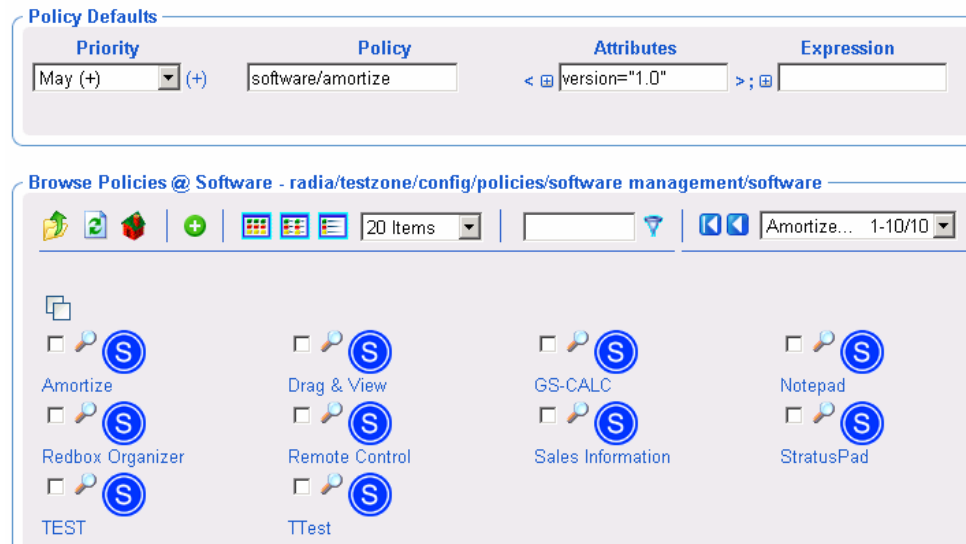 Policy Defaults
Priority Policy Attributes Expression
May (+) (+) software/amortize < version="1.0" > ;
Browse Policies @ Software - radia/testzone/config/policies/software management/software
20 Items Amortize... 1-10/10
S S S S
Amortize Drag & View GS-CALC Notepad
S S S S
Redbox Organizer Remote Control Sales Information StratusPad
S S
TEST TTest